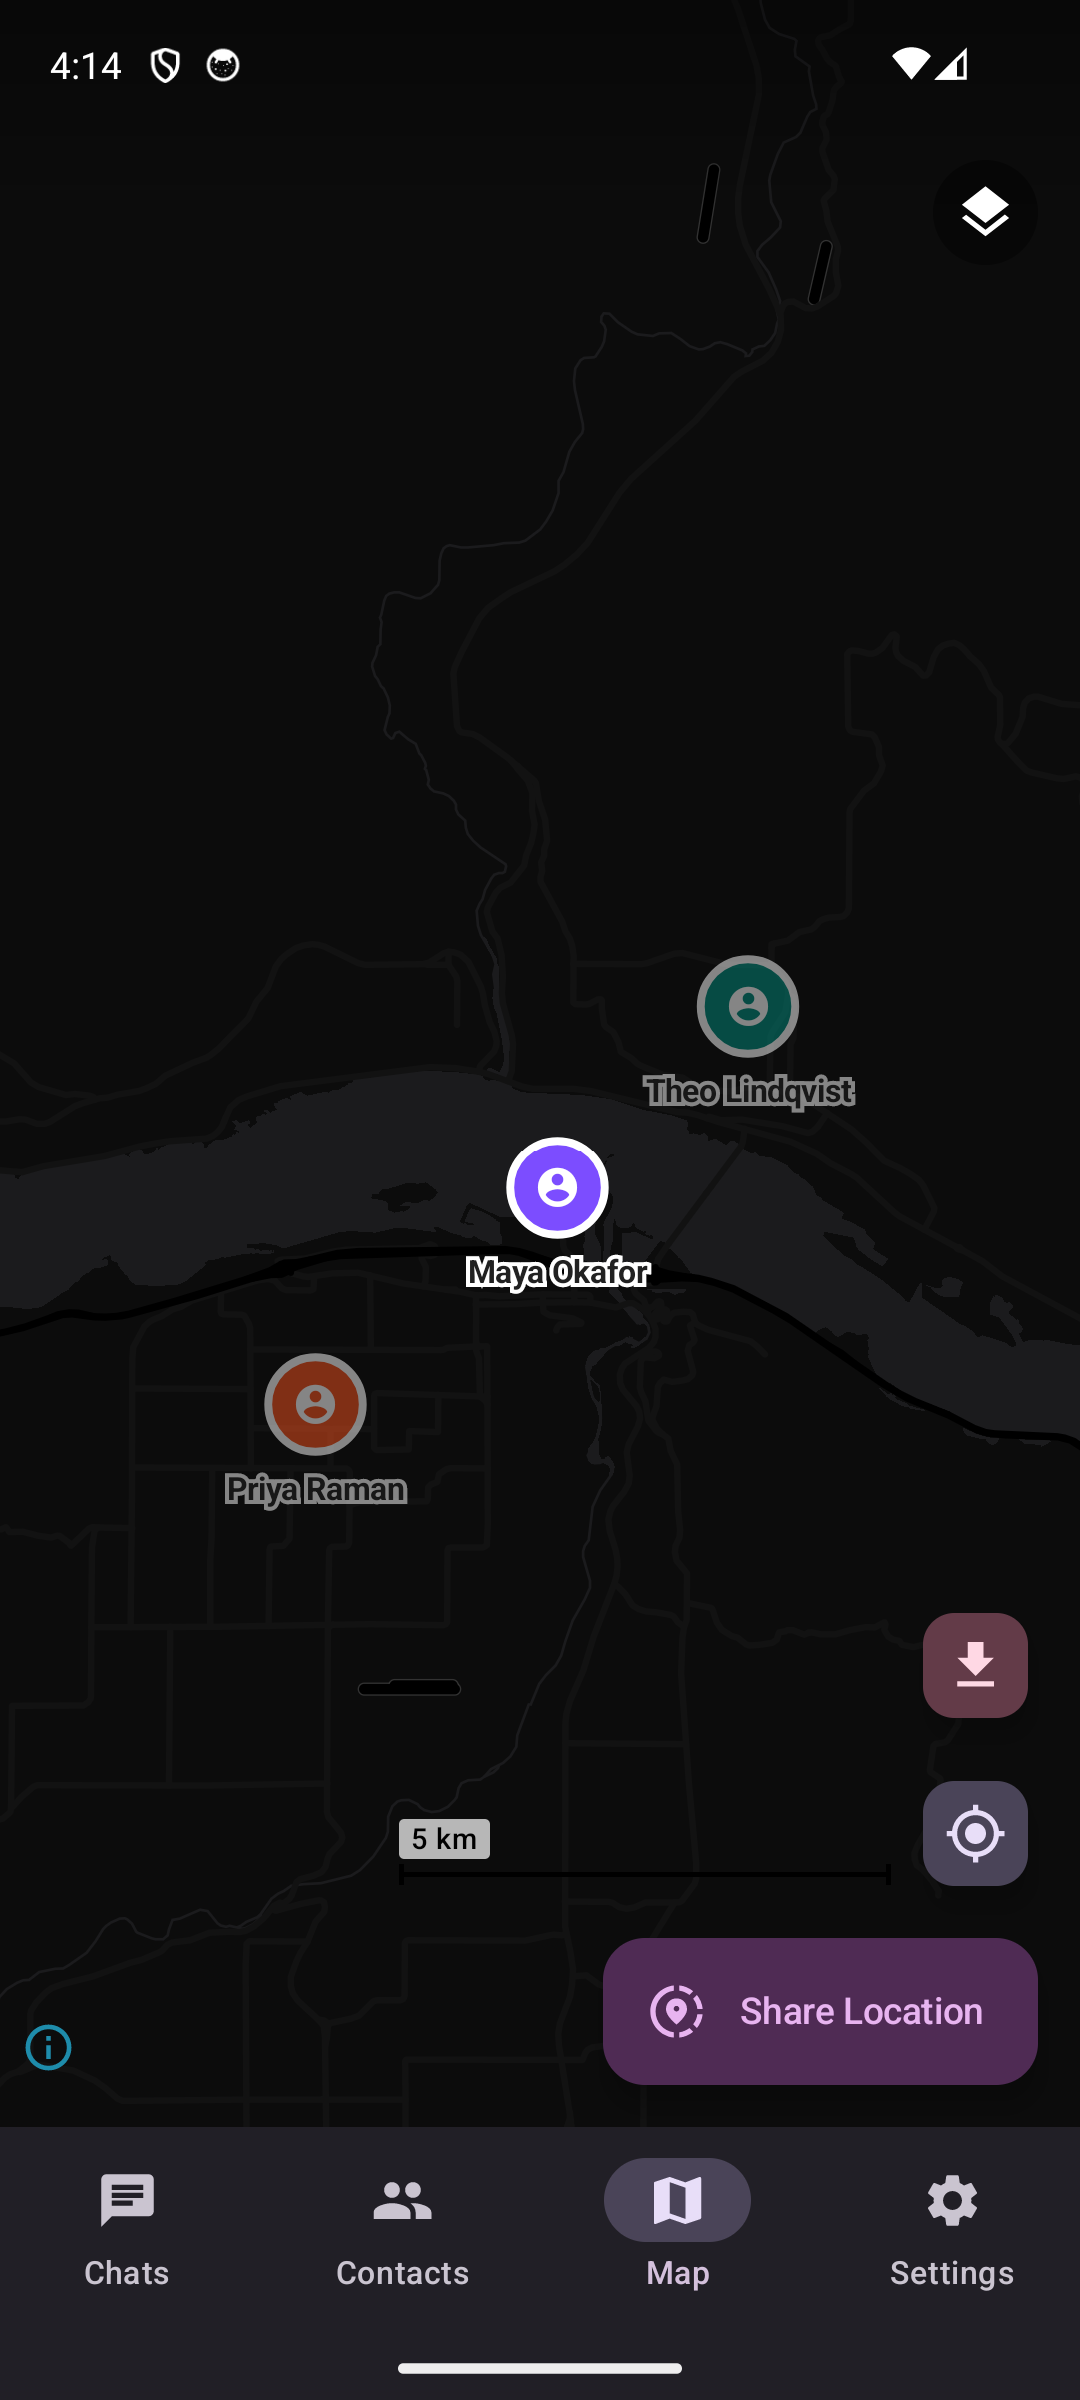 4:14
Theo Lindqvist
Maya Okafor
Priya Raman
5 km
Share Location
Chats
Contacts
Map
Settings